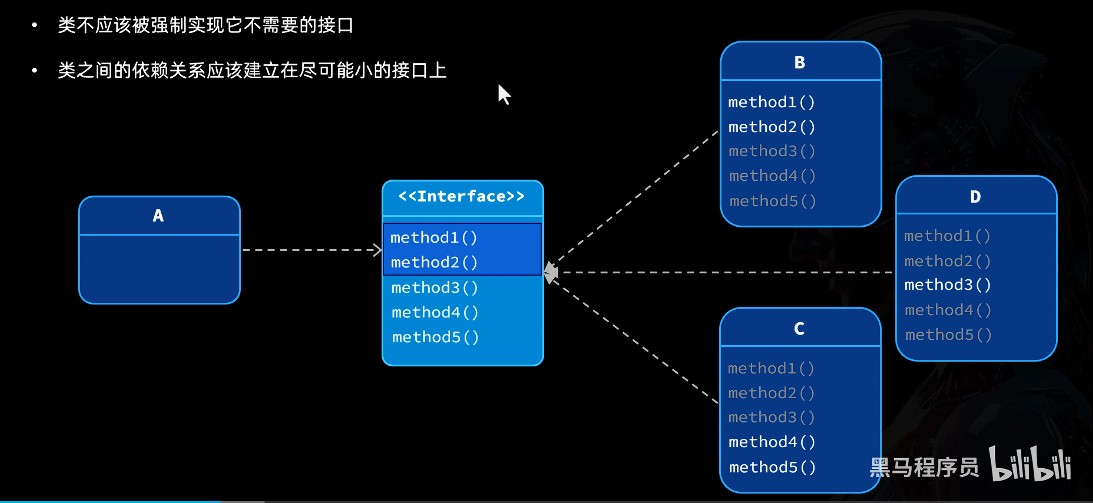 • 类不应该被强制实现它不需要的接口
• 类之间的依赖关系应该建立在尽可能小的接口上
A
<<Interface>>
method1()
method2()
method3()
method4()
method5()
B
method1()
method2()
method3()
method4()
method5()
D
method1()
method2()
method3()
method4()
method5()
C
method1()
method2()
method3()
method4()
method5()
黑马程序员 bilibili